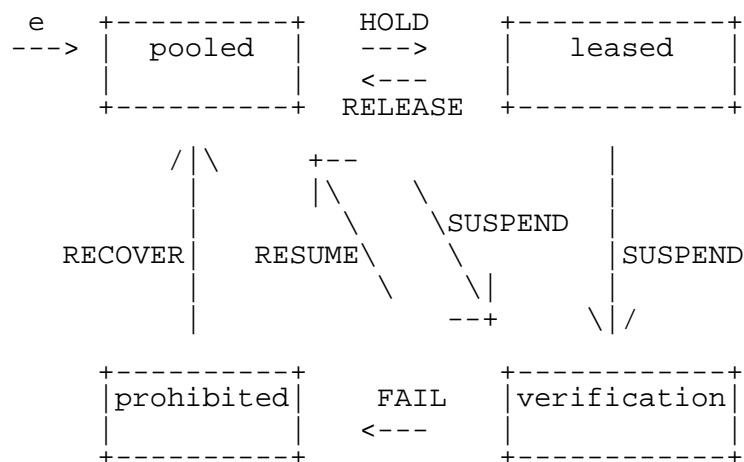 e HOLD
pooled leased
RELEASE
SUSPEND
RECOVER RESUME SUSPEND
prohibited FAIL verification